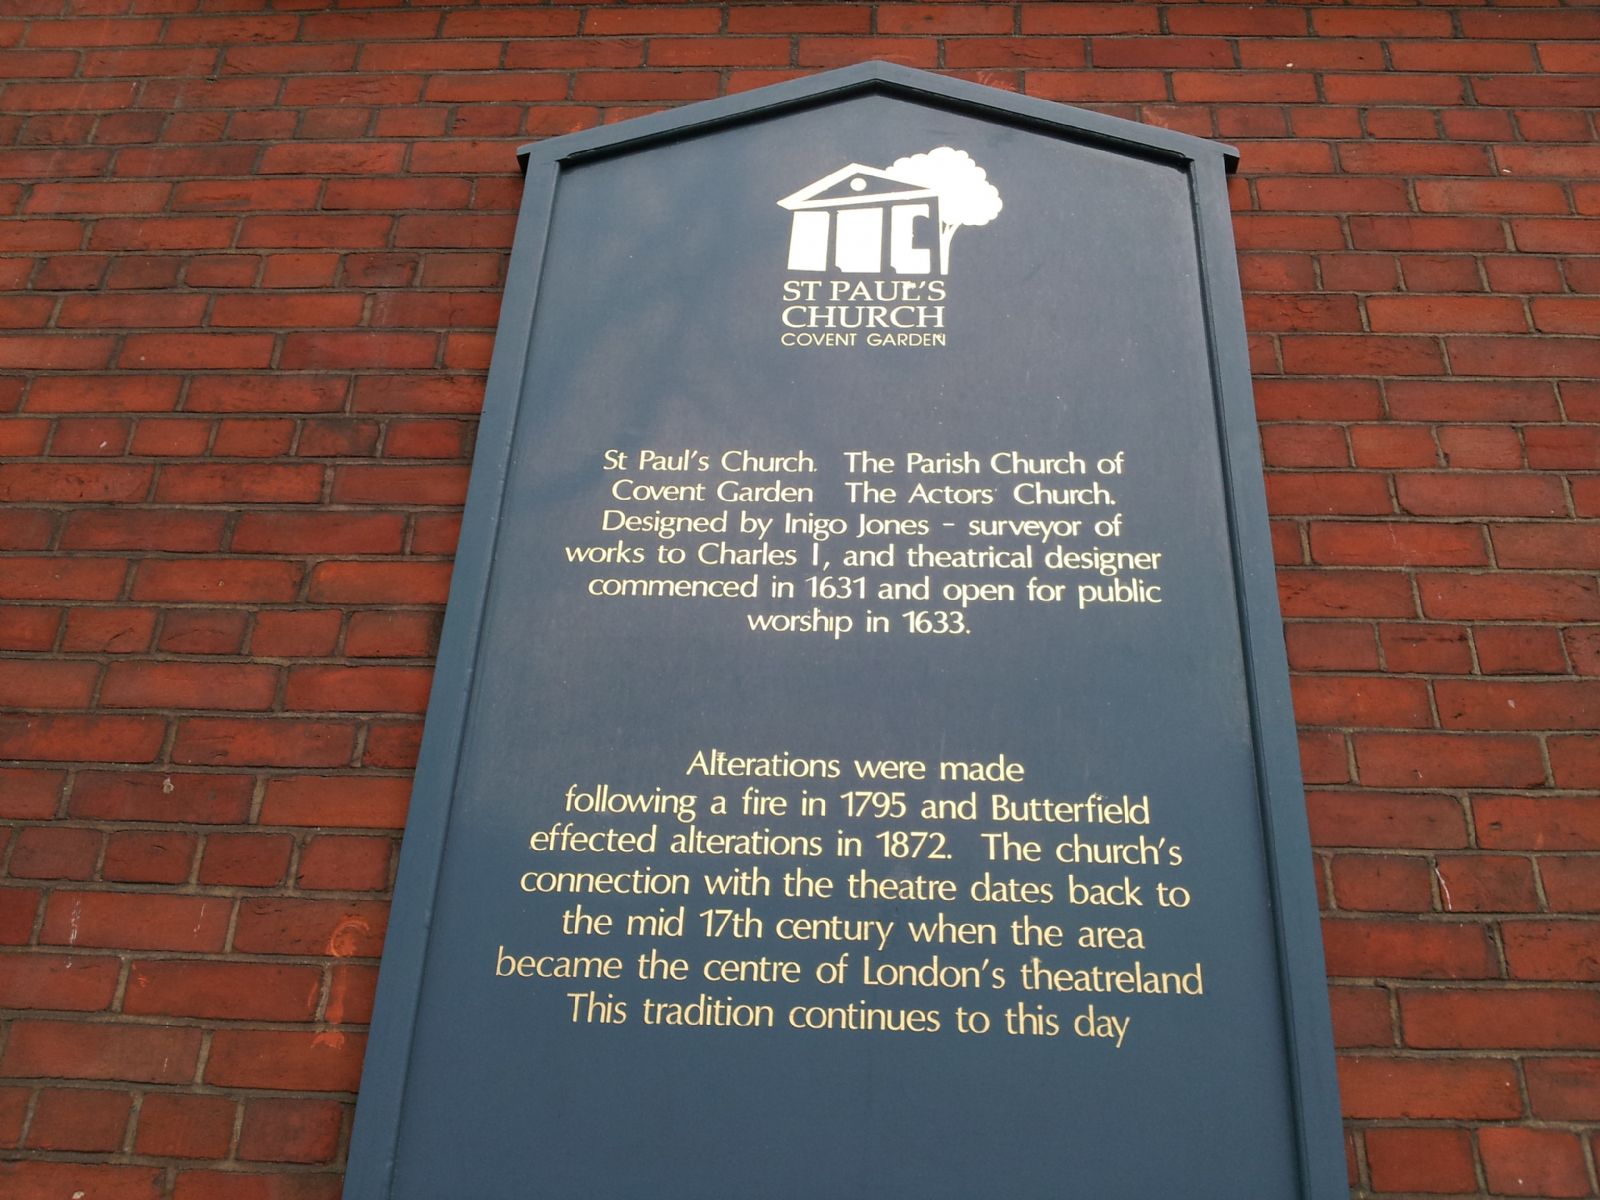 ST PAUL'S
CHURCH
COVENT GARDEN
St Paul's Church. The Parish Church of
Covent Garden The Actors Church.
Designed by Inigo Jones - surveyor of
works to Charles I, and theatrical designer
commenced in 1631 and open for public
worship in 1633.
Alterations were made
following a fire in 1795 and Butterfield
effected alterations in 1872. The church's
connection with the theatre dates back to
the mid 17th century when the area
became the centre of London's theatreland
This tradition continues to this day